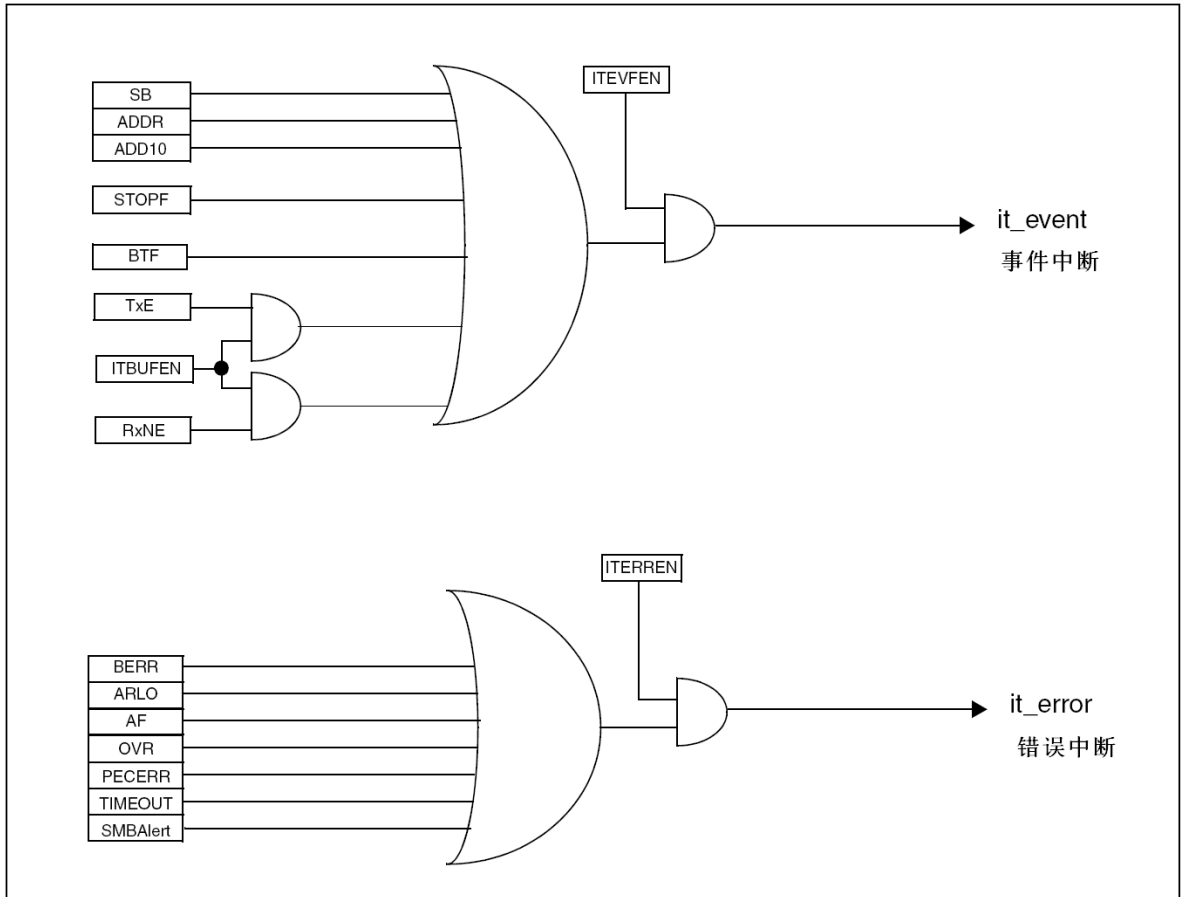 SB
ADDR
ADD10
STOPF
BTF
TxE
ITBUFEN
RxNE
ITEVFEN
it_event
事件中断
ITERREN
BERR
ARLO
AF
OVR
PECERR
TIMEOUT
SMBAlert
it_error
错误中断